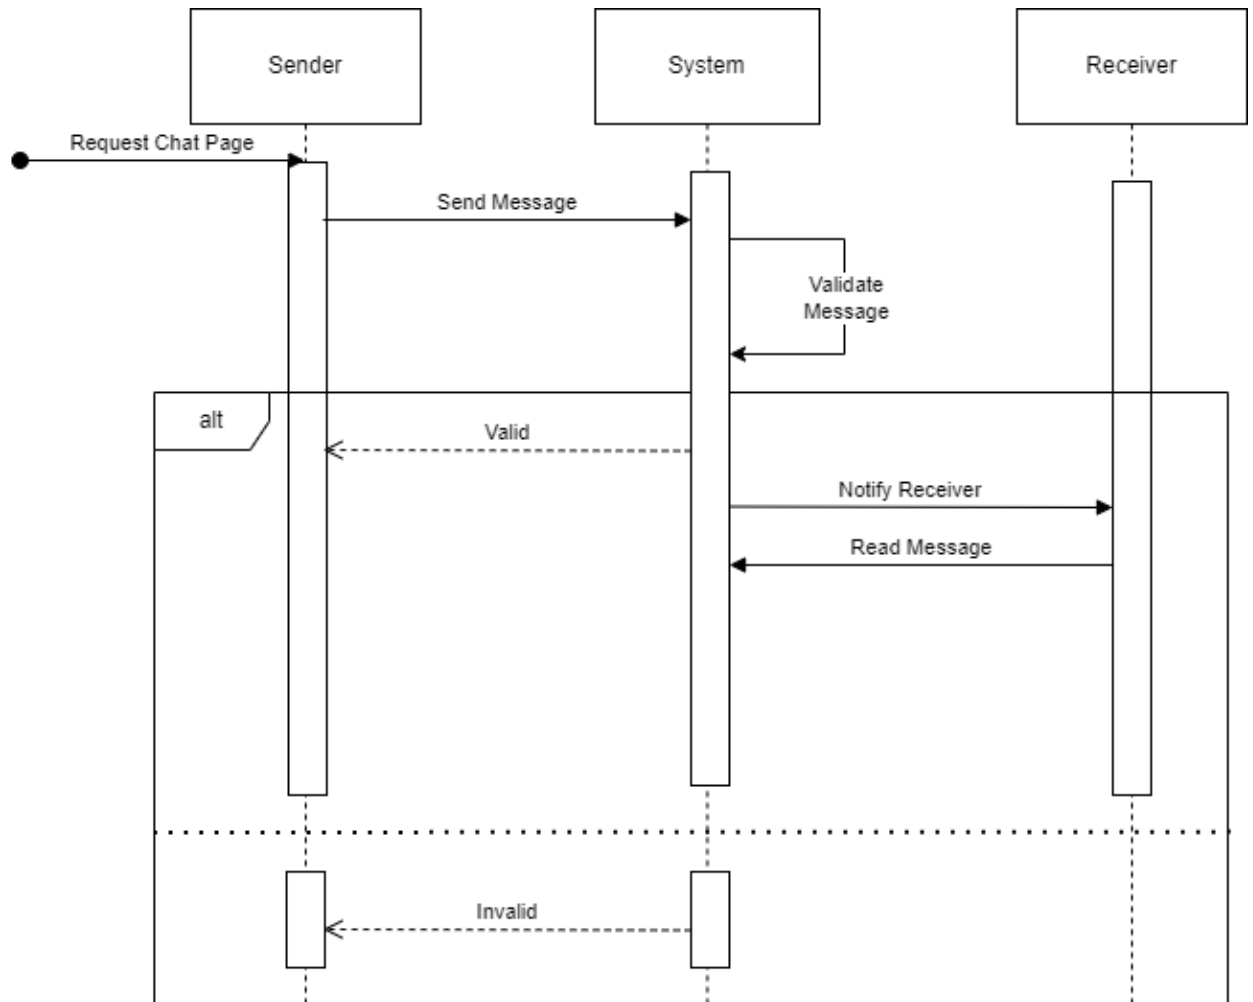 Sender
System
Receiver
Request Chat Page
Send Message
Validate
Message
alt
Valid
Notify Receiver
Read Message
Invalid